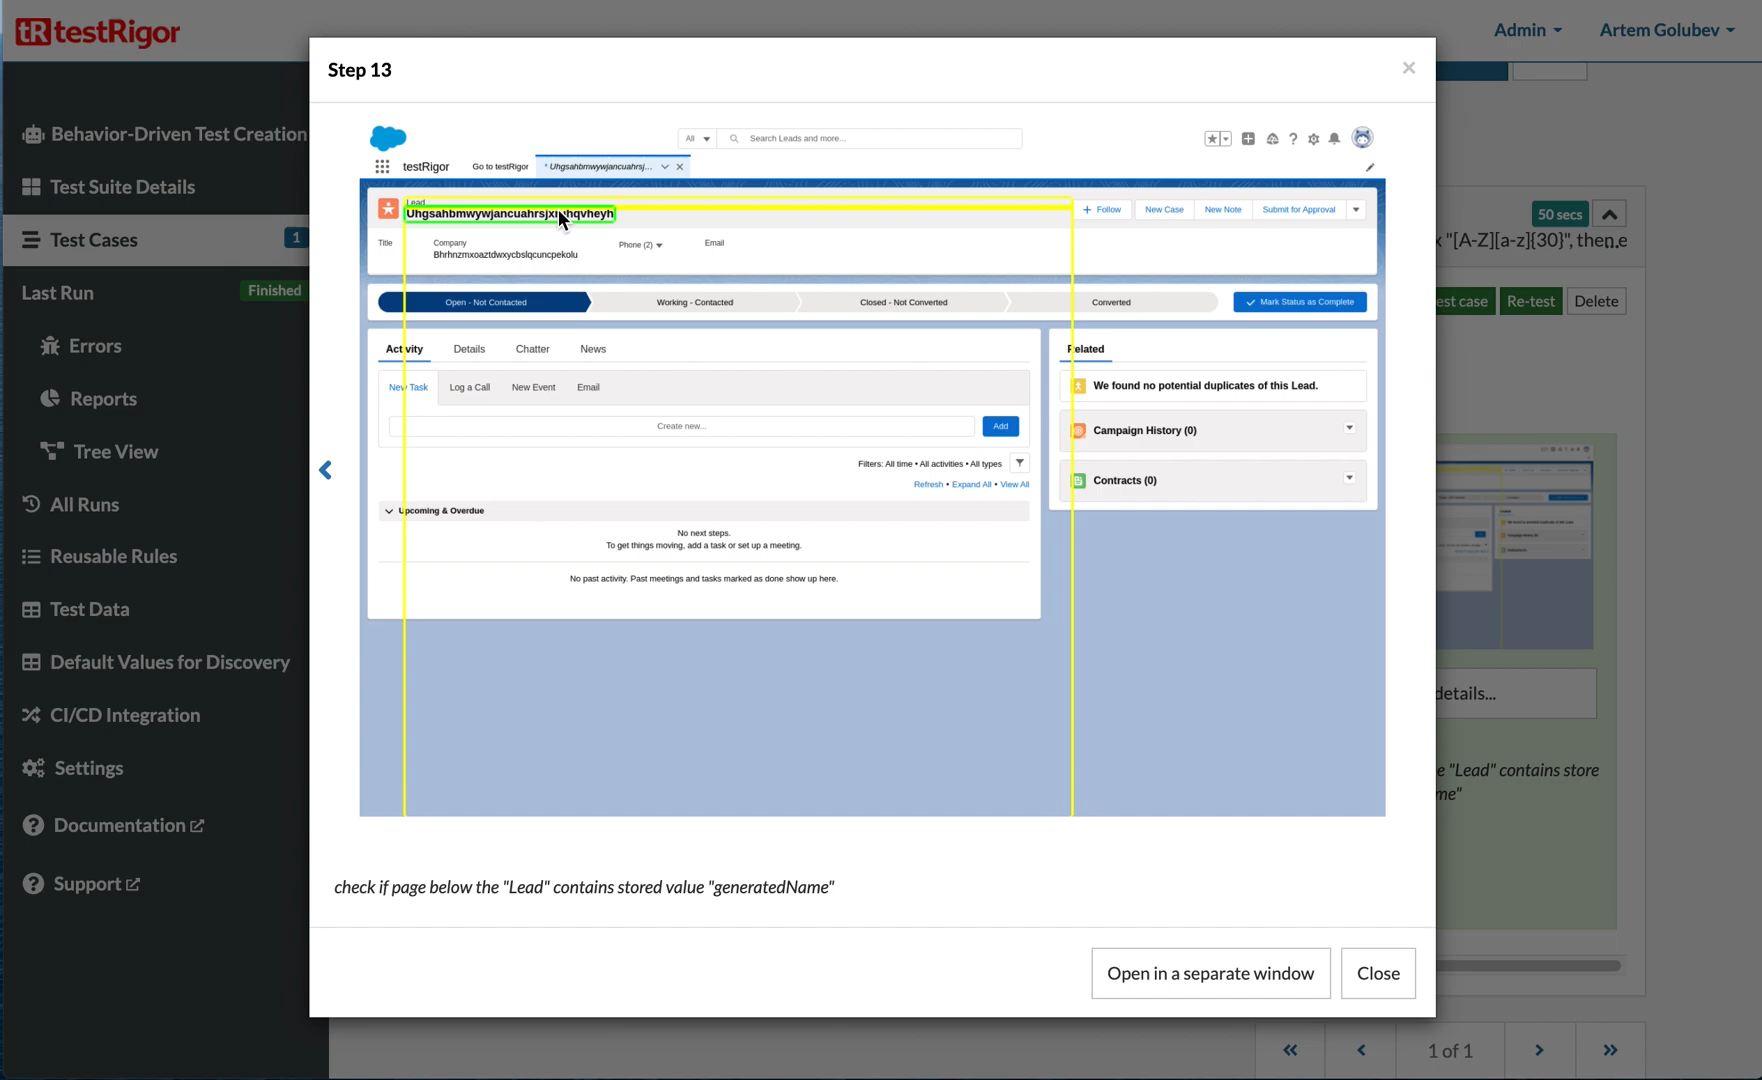 testRigor
Admin
Artem Golubev
Step 13
×
Behavior-Driven Test Creation
Test Suite Details
Test Cases
1
Last Run
Finished
Errors
Reports
Tree View
All Runs
Reusable Rules
Test Data
Default Values for Discovery
CI/CD Integration
Settings
Documentation
Support
All
Search Leads and more...
testRigor
Go to testRigor
* Uhgsahbmwywjancuahrsj...
Lead
+ Follow
New Case
New Note
Submit for Approval
Title
Company
Phone (2)
Email
Bhrhnzmxoaztdwxycbslqcuncpekolu
Open - Not Contacted
Working - Contacted
Closed - Not Converted
Converted
Mark Status as Complete
Activity
Details
Chatter
News
Related
New Task
Log a Call
New Event
Email
We found no potential duplicates of this Lead.
Create new...
Add
Campaign History (0)
Filters: All time • All activities • All types
Contracts (0)
Refresh • Expand All • View All
Upcoming & Overdue
No next steps.
To get things moving, add a task or set up a meeting.
No past activity. Past meetings and tasks marked as done show up here.
check if page below the "Lead" contains stored value "generatedName"
Open in a separate window
Close
50 secs
"[A-Z][a-z]{30}", then e
est case
Re-test
Delete
details...
"Lead" contains store
me"
1 of 1